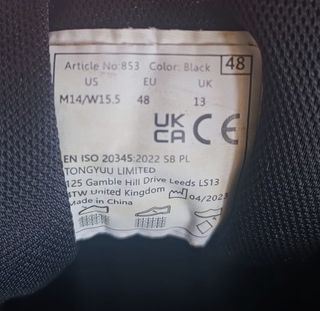 Article No:853 Color: Black 48
US EU UK
M14/W15.5 48 13
UK
CA CE
EN ISO 20345:2022 SB PL
TONGYUU LIMITED
125 Gamble Hill Drive Leeds LS13
4TW United Kingdom
Made in China 04/2023